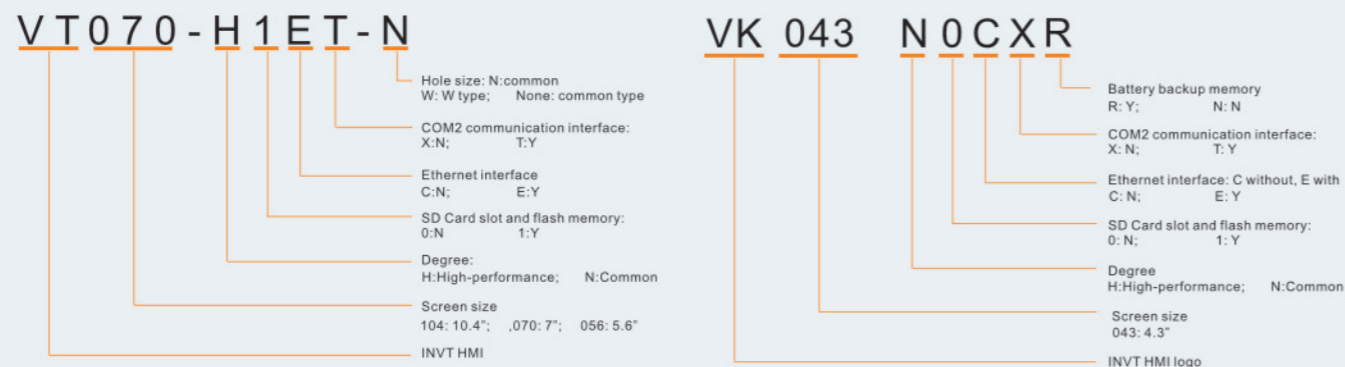 VT070-H1ET-N
Hole size: N:common
W: W type; None: common type
COM2 communication interface:
X:N; T:Y
Ethernet interface
C:N; E:Y
SD Card slot and flash memory:
0:N 1:Y
Degree:
H:High-performance; N:Common
Screen size
104: 10.4"; ,070: 7"; 056: 5.6"
INVT HMI
VK 043 N0CXR
Battery backup memory
R: Y; N: N
COM2 communication interface:
X: N; T: Y
Ethernet interface: C without, E with
C: N; E: Y
SD Card slot and flash memory:
0: N; 1: Y
Degree
H:High-performance; N:Common
Screen size
043: 4.3"
INVT HMI logo